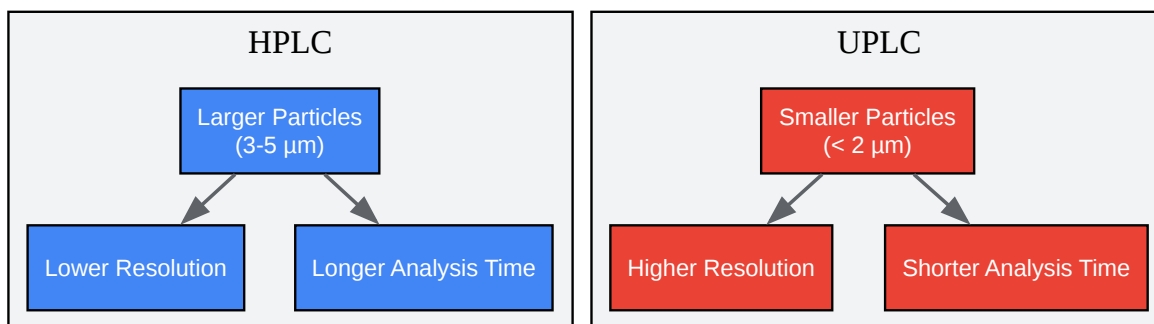 HPLC
Larger Particles
(3-5 µm)
Lower Resolution
Longer Analysis Time
UPLC
Smaller Particles
(< 2 µm)
Higher Resolution
Shorter Analysis Time